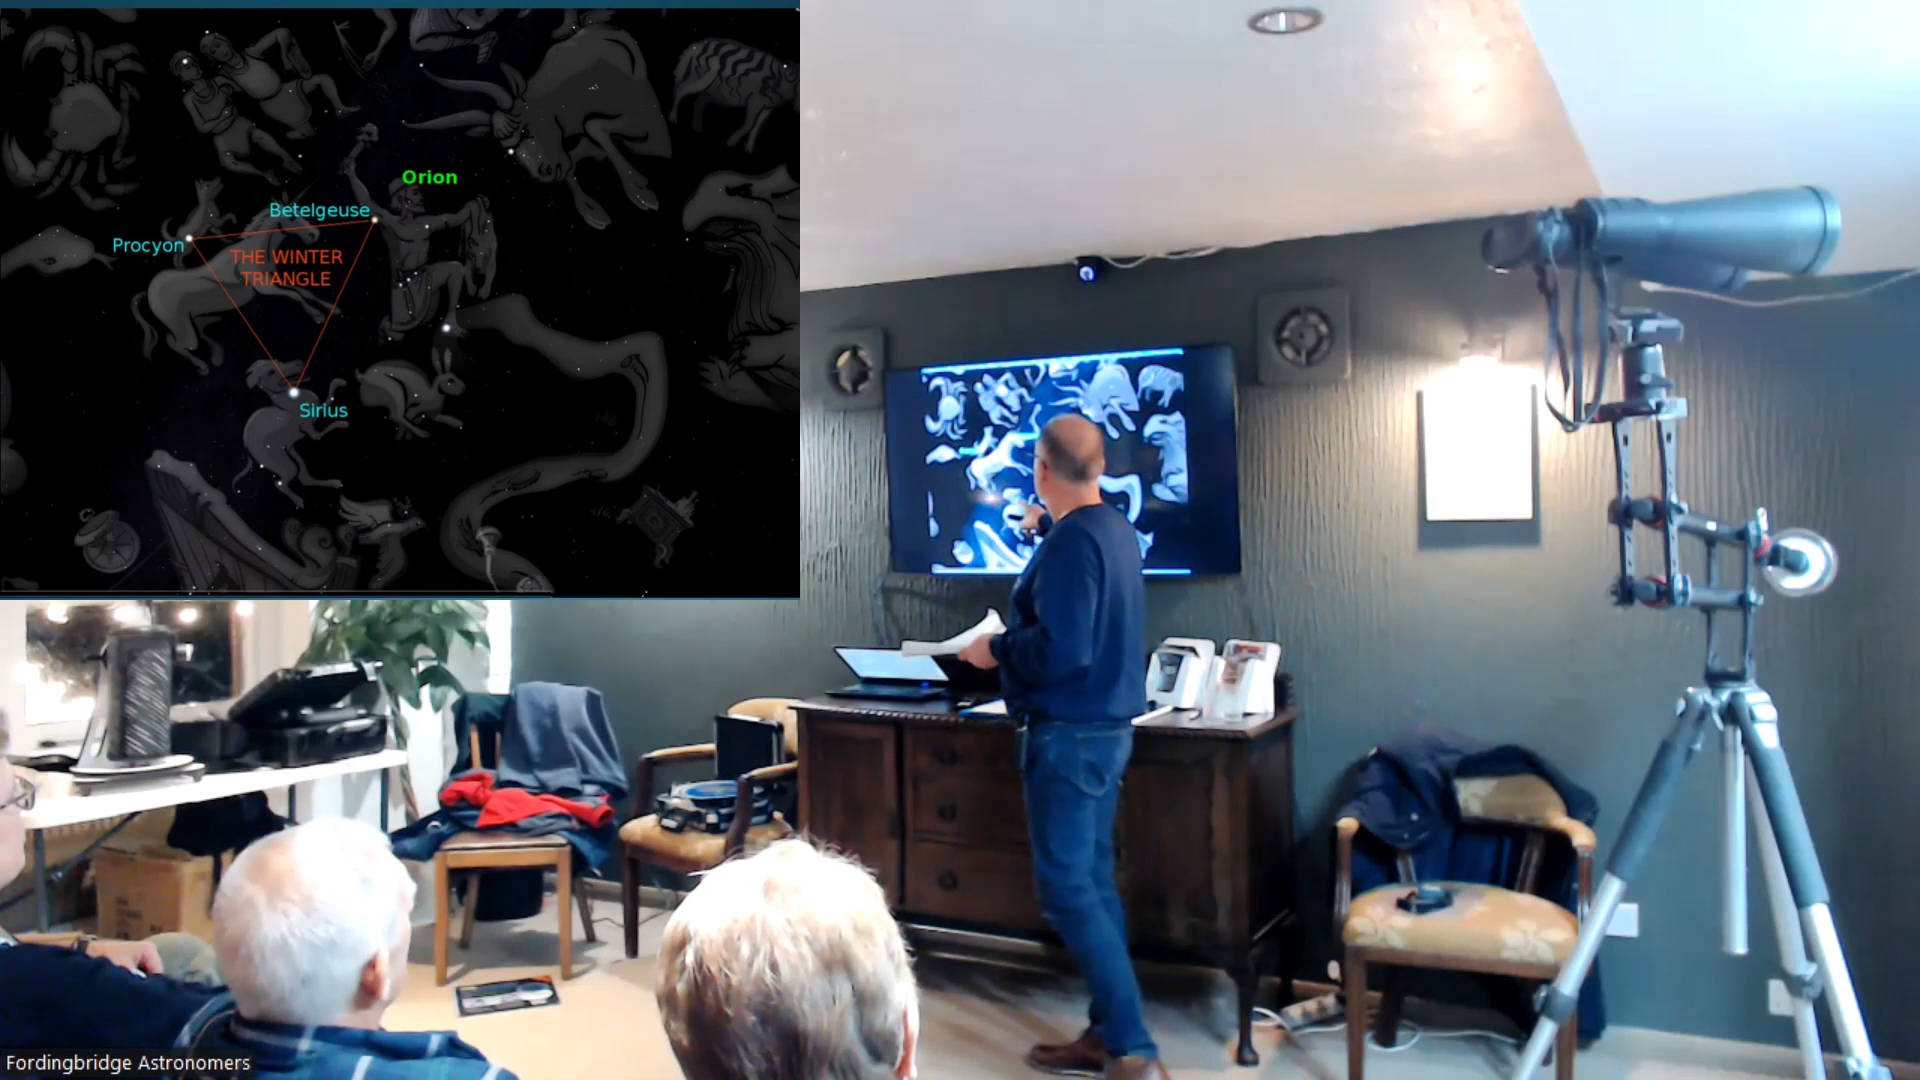 Orion
Betelgeuse
Procyon
THE WINTER
TRIANGLE
Sirius
Fordingbridge Astronomers